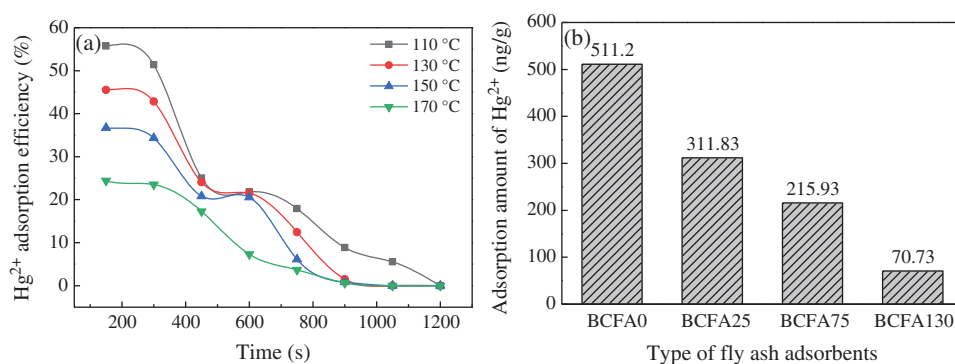 (a)
110 °C
130 °C
150 °C
170 °C
Hg2+ adsorption efficiency (%)
60
50
40
30
20
10
0
200 400 600 800 1000 1200
Time (s)
(b)
Adsorption amount of Hg2+ (ng/g)
600
500
400
300
200
100
0
511.2
311.83
215.93
70.73
BCFA0 BCFA25 BCFA75 BCFA130
Type of fly ash adsorbents